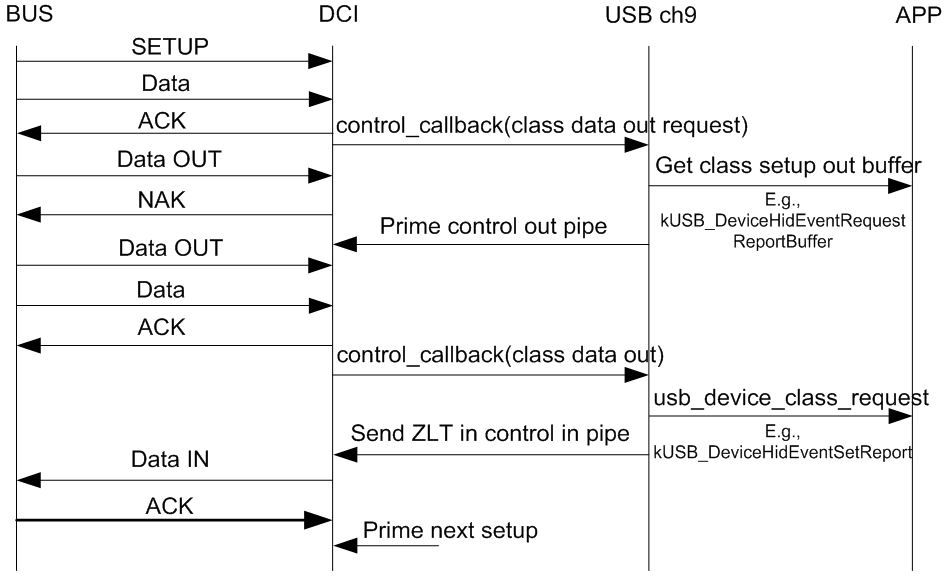 BUS DCI USB ch9 APP
SETUP
Data
ACK
control_callback(class data out request)
Data OUT
Get class setup out buffer
NAK
E.g.,
kUSB_DeviceHidEventRequest
ReportBuffer
Prime control out pipe
Data OUT
Data
ACK
control_callback(class data out)
usb_device_class_request
Send ZLT in control in pipe
E.g.,
kUSB_DeviceHidEventSetReport
Data IN
ACK
Prime next setup